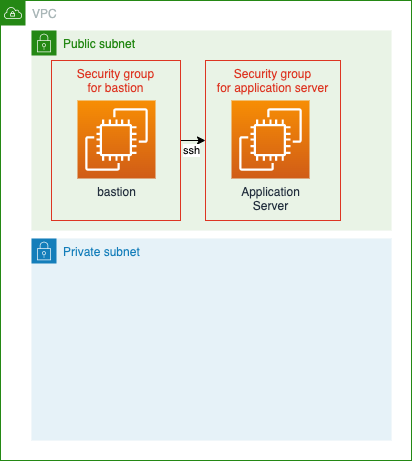 VPC
Public subnet
Security group
for bastion
Security group
for application server
ssh
bastion
Application
Server
Private subnet